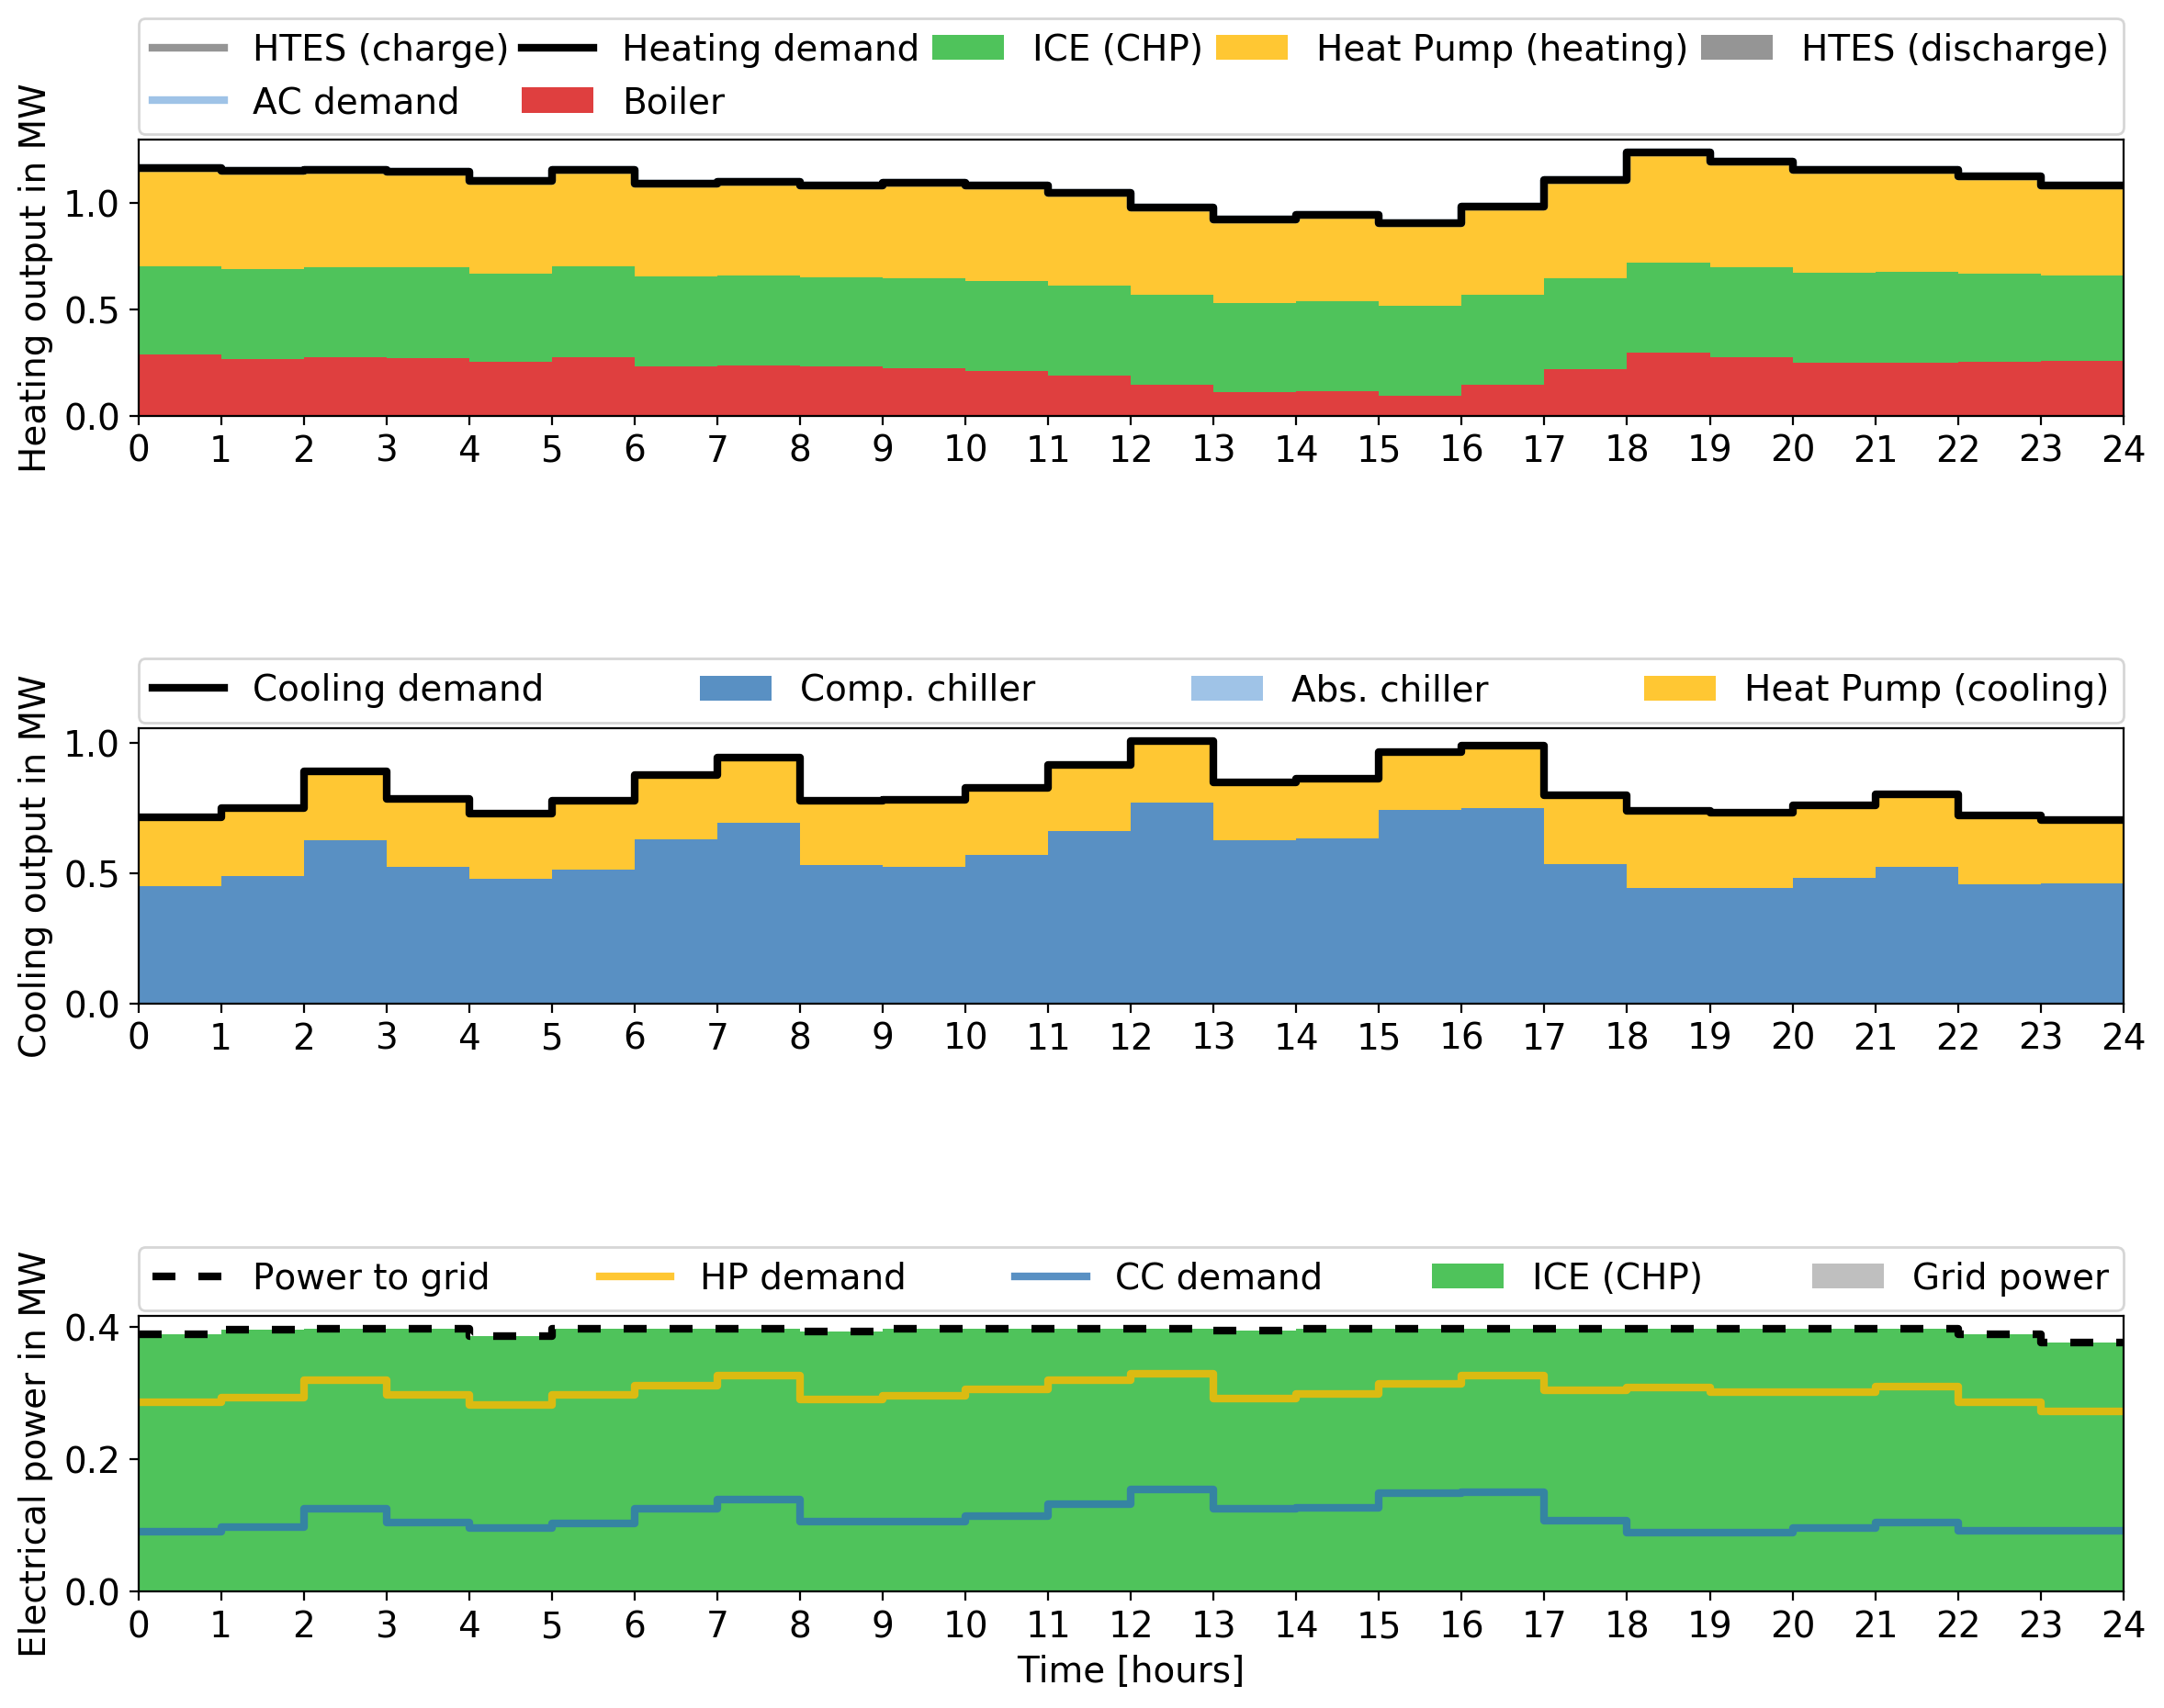 HTES (charge) Heating demand ICE (CHP) Heat Pump (heating) HTES (discharge)
AC demand Boiler
Heating output in MW
1.0
0.5
0.0
0 1 2 3 4 5 6 7 8 9 10 11 12 13 14 15 16 17 18 19 20 21 22 23 24
Cooling demand Comp. chiller Abs. chiller Heat Pump (cooling)
Cooling output in MW
1.0
0.5
0.0
0 1 2 3 4 5 6 7 8 9 10 11 12 13 14 15 16 17 18 19 20 21 22 23 24
Power to grid HP demand CC demand ICE (CHP) Grid power
Electrical power in MW
0.4
0.2
0.0
0 1 2 3 4 5 6 7 8 9 10 11 12 13 14 15 16 17 18 19 20 21 22 23 24
Time [hours]